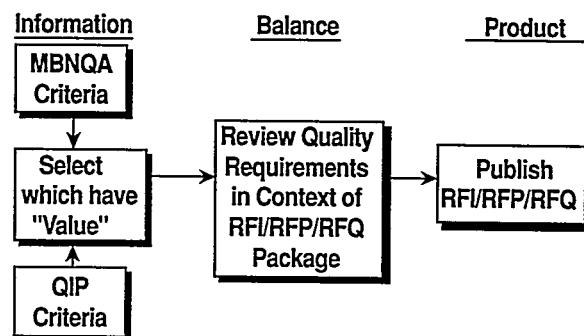 Information
Balance
Product
MBNQA
Criteria
Select
which have
"Value"
QIP
Criteria
Review Quality
Requirements
in Context of
RFI/RFP/RFQ
Package
Publish
RFI/RFP/RFQ